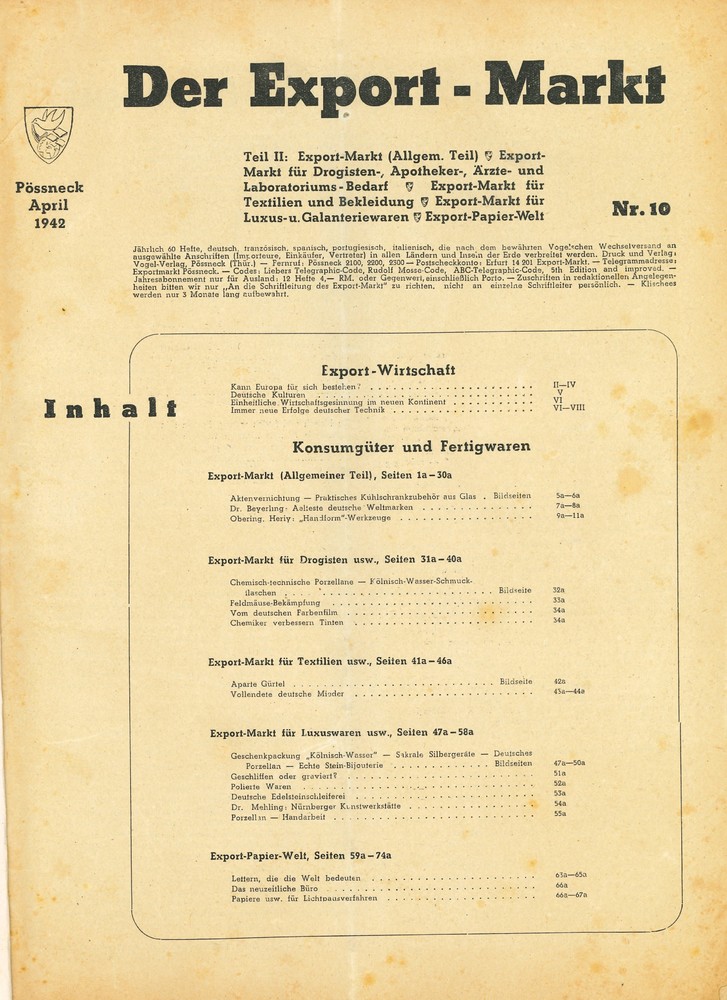 Der Export-Markt
Pössneck
April
1942
Teil II: Export-Markt (Allgem. Teil) Export-
Markt für Drogisten-, Apotheker-, Ärzte- und
Laboratoriums-Bedarf Export-Markt für
Textilien und Bekleidung Export-Markt für
Luxus- u. Galanteriewaren Export-Papier-Welt
Nr. 10
Jährlich 60 Hefte, deutsch, französisch, spanisch, portugiesisch, italienisch, die nach dem bewährten Vogel'schen Wechselversand an
ausgewählte Anschriften (Importeure, Einkäufer, Vertreter) in allen Ländern und Inseln der Erde verbreitet werden. Druck und Verlag:
Vogel-Verlag, Pössneck (Thür.) — Fernruf: Pössneck 2100, 2200, 2300 — Postscheckkonto: Erfurt 14 201 Export-Markt. — Telegrammadresse:
Exportmarkt Pössneck. — Codes: Liebers Telegraphic-Code, Rudolf Mosse-Code, ABC-Telegraphic-Code, 5th Edition and improved. —
Jahresabonnement nur für Ausland: 12 Hefte 4,— RM. oder Gegenwert, einschließlich Porto. — Zuschriften in redaktionellen Angelegen-
heiten bitten wir nur „An die Schriftleitung des Export-Markt" zu richten, nicht an einzelne Schriftleiter persönlich. — Klischees
werden nur 3 Monate lang aufbewahrt.
Inhalt
Export-Wirtschaft
Kann Europa für sich bestehen? . . . . . . . . . . II—IV
Deutsche Kulturen . . . . . . . . . . V
Einheitliche Wirtschaftsgesinnung im neuen Kontinent . . . . . . . . . . VI
Immer neue Erfolge deutscher Technik . . . . . . . . . . VI—VIII
Konsumgüter und Fertigwaren
Export-Markt (Allgemeiner Teil), Seiten 1a—30a
Aktenvernichtung — Praktisches Kühlschrankzubehör aus Glas . Bildseiten 5a—6a
Dr. Beyerling: Aelteste deutsche Weltmarken . . . . . . . . . . 7a—8a
Obering. Heriy: „Handform"-Werkzeuge . . . . . . . . . . 9a—11a
Export-Markt für Drogisten usw., Seiten 31a—40a
Chemisch-technische Porzellane — Kölnisch-Wasser-Schmuck-
flaschen . . . . . . . . . . Bildseite 32a
Feldmäuse-Bekämpfung . . . . . . . . . . 33a
Vom deutschen Farbenfilm . . . . . . . . . . 34a
Chemiker verbessern Tinten . . . . . . . . . . 34a
Export-Markt für Textilien usw., Seiten 41a—46a
Aparte Gürtel . . . . . . . . . . Bildseite 42a
Vollendete deutsche Mieder . . . . . . . . . . 43a—44a
Export-Markt für Luxuswaren usw., Seiten 47a—58a
Geschenkpackung „Kölnisch-Wasser" — Sakrale Silbergeräte — Deutsches
Porzellan — Echte Stein-Bijouterie . . . . . . . . . . Bildseiten 47a—50a
Geschliffen oder graviert? . . . . . . . . . . 51a
Polierte Waren . . . . . . . . . . 52a
Deutsche Edelsteinschleiferei . . . . . . . . . . 53a
Dr. Mehling: Nürnberger Kunstwerkstätte . . . . . . . . . . 54a
Porzellan — Handarbeit . . . . . . . . . . 55a
Export-Papier-Welt, Seiten 59a—74a
Lettern, die die Welt bedeuten . . . . . . . . . . 63a—65a
Das neuzeitliche Büro . . . . . . . . . . 66a
Papiere usw. für Lichtpausverfahren . . . . . . . . . . 66a—67a